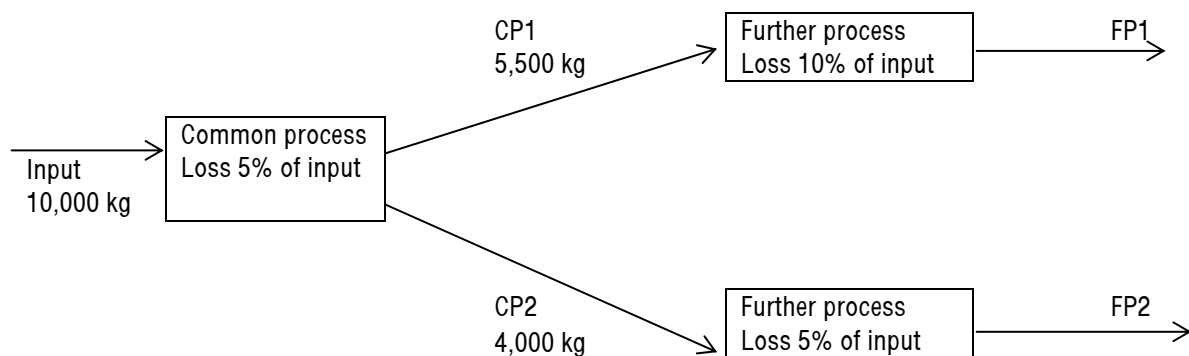 CP1
5,500 kg
Further process
Loss 10% of input
FP1
Common process
Loss 5% of input
Input
10,000 kg
CP2
4,000 kg
Further process
Loss 5% of input
FP2